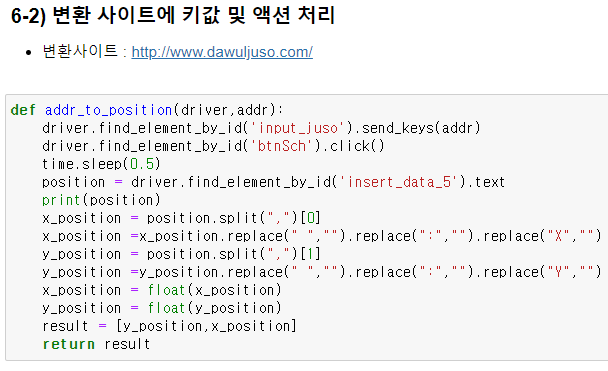 6-2) 변환 사이트에 키값 및 액션 처리
• 변환사이트 : http://www.dawuljuso.com/
def addr_to_position(driver,addr):
    driver.find_element_by_id('input_juso').send_keys(addr)
    driver.find_element_by_id('btnSch').click()
    time.sleep(0.5)
    position = driver.find_element_by_id('insert_data_5').text
    print(position)
    x_position = position.split(",")[0]
    x_position =x_position.replace(" ","").replace(":","").replace("X","")
    y_position = position.split(",")[1]
    y_position =y_position.replace(" ","").replace(":","").replace("Y","")
    x_position = float(x_position)
    y_position = float(y_position)
    result = [y_position,x_position]
    return result